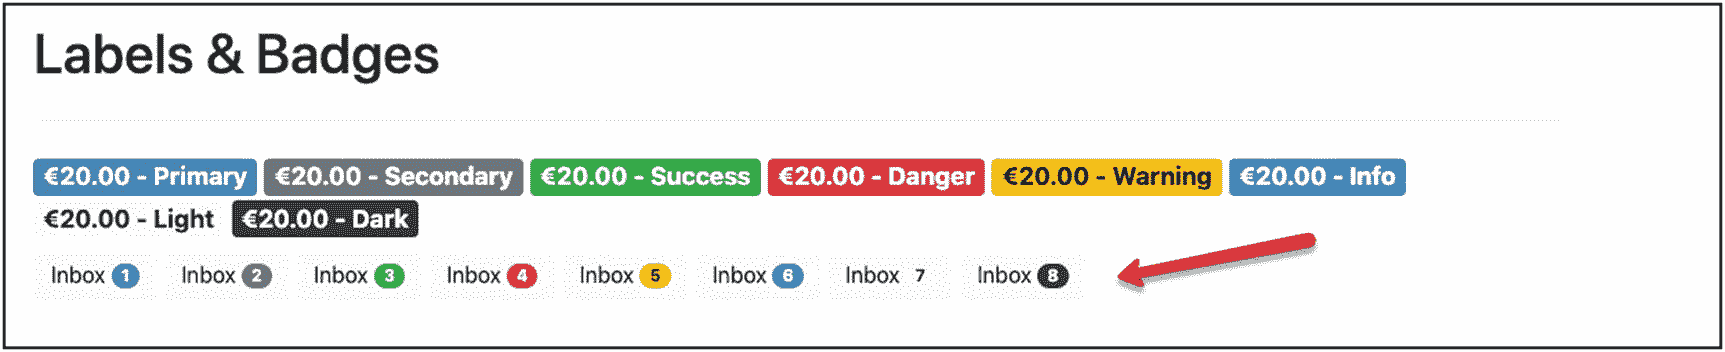 Labels & Badges
€20.00 - Primary €20.00 - Secondary €20.00 - Success €20.00 - Danger €20.00 - Warning €20.00 - Info
€20.00 - Light €20.00 - Dark
Inbox 1 Inbox 2 Inbox 3 Inbox 4 Inbox 5 Inbox 6 Inbox 7 Inbox 8